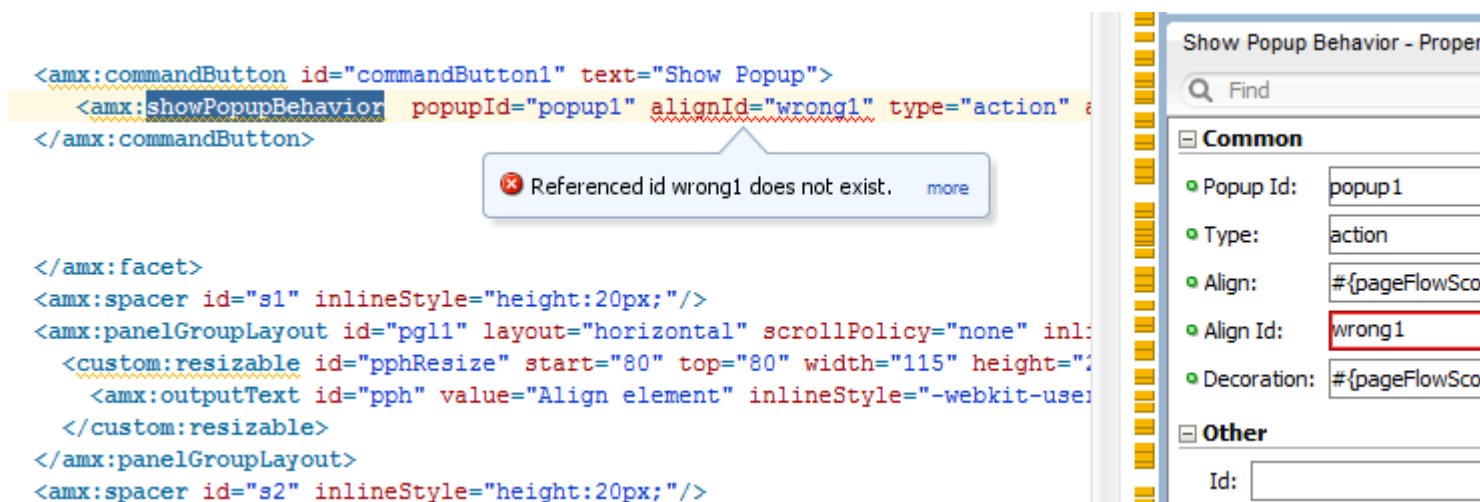 <amx:commandButton id="commandButton1" text="Show Popup">
<amx:showPopupBehavior popupId="popup1" alignId="wrong1" type="action" a
</amx:commandButton>
Referenced id wrong1 does not exist. more
</amx:facet>
<amx:spacer id="s1" inlineStyle="height:20px;"/>
<amx:panelGroupLayout id="pgl1" layout="horizontal" scrollPolicy="none" inli
<custom:resizable id="pphResize" start="80" top="80" width="115" height="2
<amx:outputText id="pph" value="Align element" inlineStyle="-webkit-use
</custom:resizable>
</amx:panelGroupLayout>
<amx:spacer id="s2" inlineStyle="height:20px;"/>
Show Popup Behavior - Proper
Find
Common
Popup Id: popup1
Type: action
Align: #{pageFlowSco
Align Id: wrong1
Decoration: #{pageFlowSco
Other
Id: